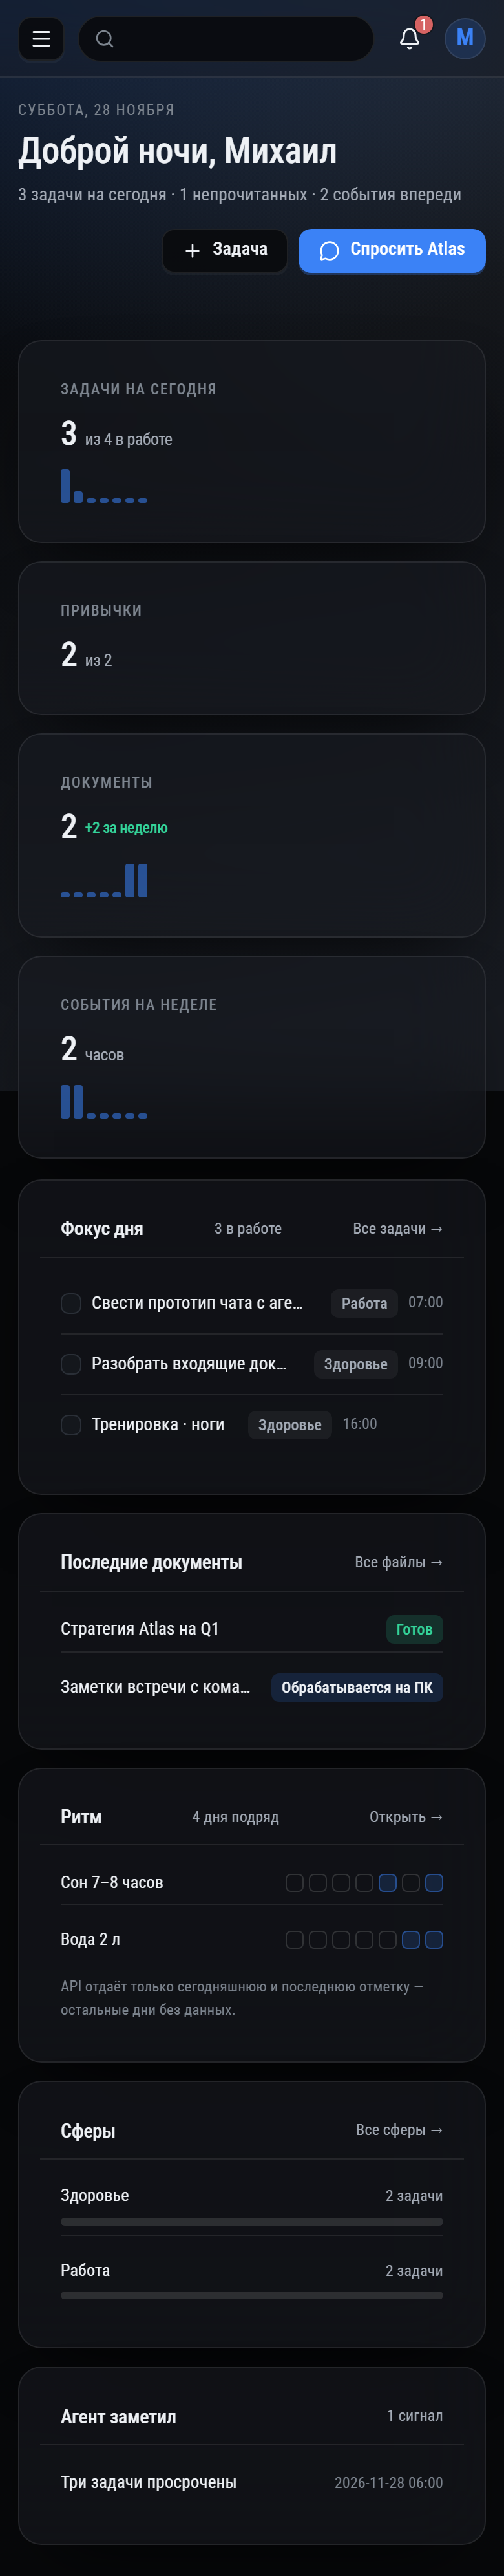 1
М
СУББОТА, 28 НОЯБРЯ
Доброй ночи, Михаил
3 задачи на сегодня · 1 непрочитанных · 2 события впереди
Задача
Спросить Atlas
ЗАДАЧИ НА СЕГОДНЯ
3 из 4 в работе
ПРИВЫЧКИ
2 из 2
ДОКУМЕНТЫ
2 +2 за неделю
СОБЫТИЯ НА НЕДЕЛЕ
2 часов
Фокус дня 3 в работе Все задачи →
Свести прототип чата с аге… Работа 07:00
Разобрать входящие док… Здоровье 09:00
Тренировка · ноги Здоровье 16:00
Последние документы Все файлы →
Стратегия Atlas на Q1 Готов
Заметки встречи с кома… Обрабатывается на ПК
Ритм 4 дня подряд Открыть →
Сон 7–8 часов
Вода 2 л
API отдаёт только сегодняшнюю и последнюю отметку —
остальные дни без данных.
Сферы Все сферы →
Здоровье 2 задачи
Работа 2 задачи
Агент заметил 1 сигнал
Три задачи просрочены 2026-11-28 06:00